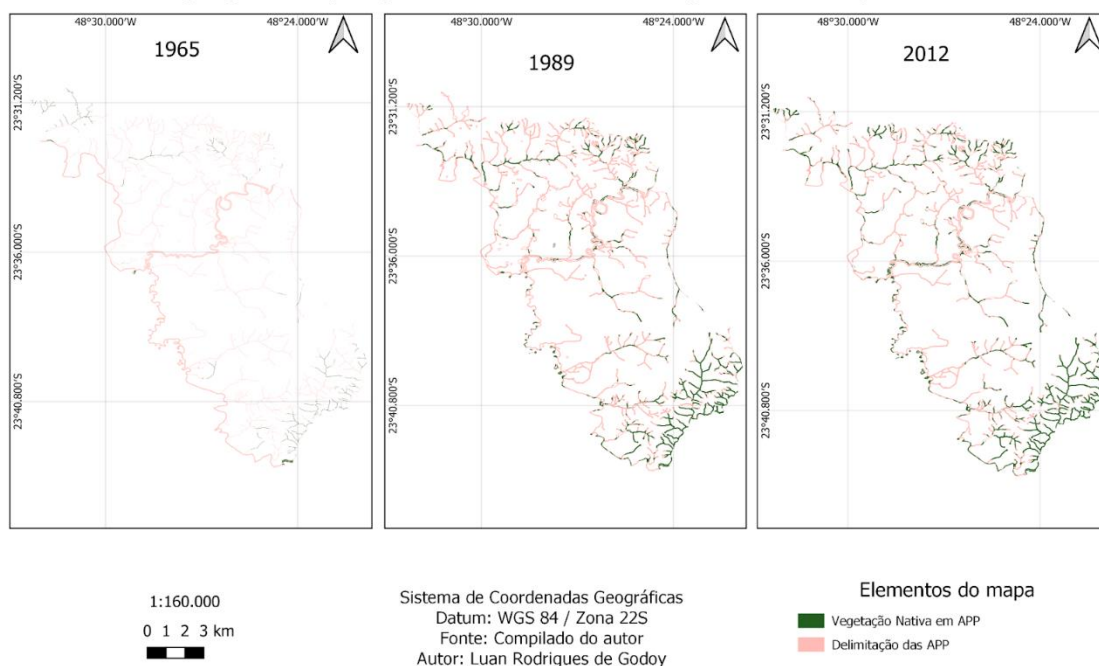 48°30.000'W 48°24.000'W
1965
23°31.200'S
23°36.000'S
23°40.800'S
48°30.000'W 48°24.000'W
1989
23°31.200'S
23°36.000'S
23°40.800'S
48°30.000'W 48°24.000'W
2012
23°31.200'S
23°36.000'S
23°40.800'S
1:160.000
0 1 2 3 km
Sistema de Coordenadas Geográficas
Datum: WGS 84 / Zona 22S
Fonte: Compilado do autor
Autor: Luan Rodrigues de Godoy
Elementos do mapa
Vegetação Nativa em APP
Delimitação das APP